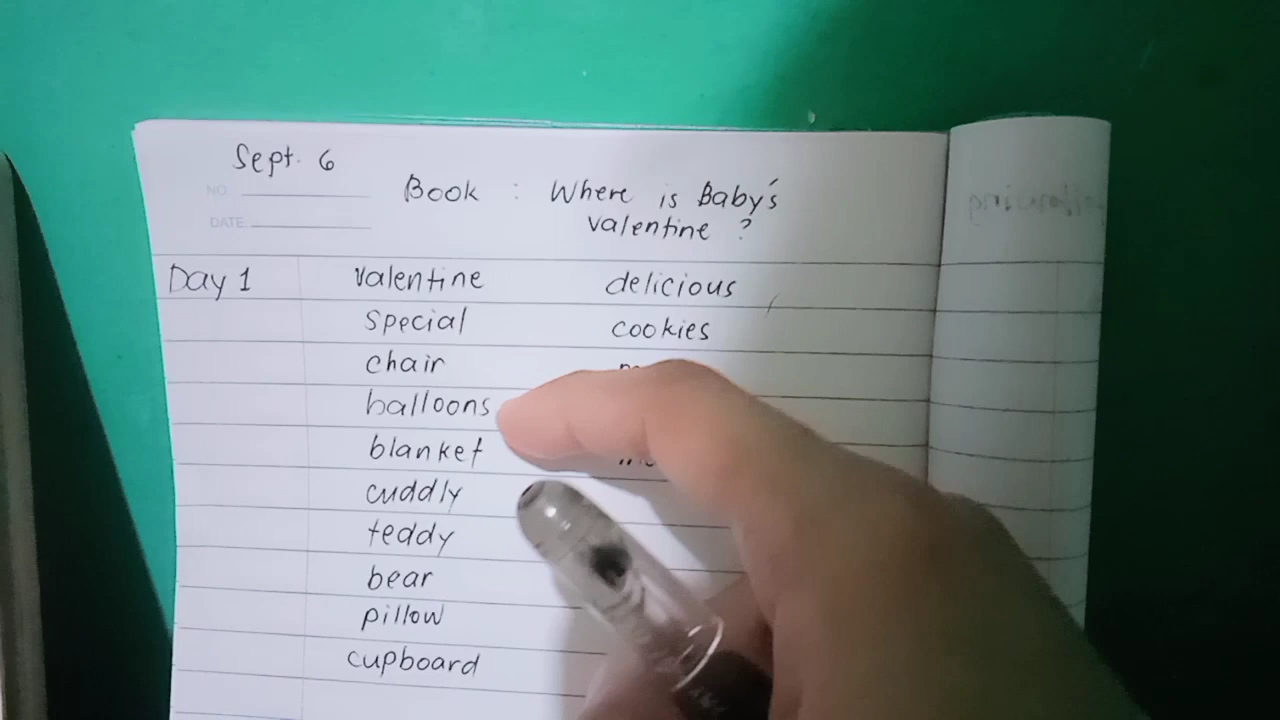 Sept. 6
NO.
DATE
Book : Where is Baby's
valentine ?
Day 1
valentine
special
chair
balloons
blanket
cuddly
teddy
bear
pillow
cupboard
delicious
cookies